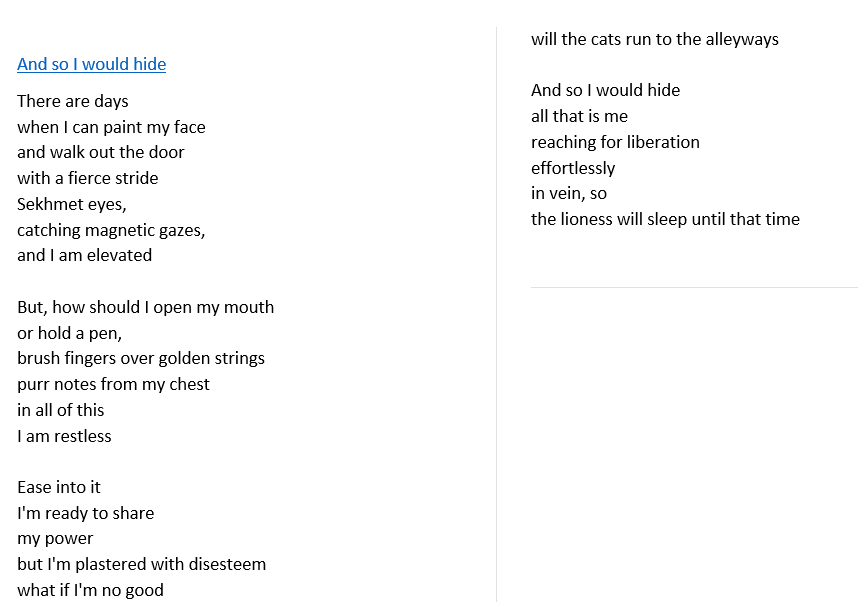 And so I would hide
There are days
when I can paint my face
and walk out the door
with a fierce stride
Sekhmet eyes,
catching magnetic gazes,
and I am elevated
But, how should I open my mouth
or hold a pen,
brush fingers over golden strings
purr notes from my chest
in all of this
I am restless
Ease into it
I'm ready to share
my power
but I'm plastered with disesteem
what if I'm no good
will the cats run to the alleyways
And so I would hide
all that is me
reaching for liberation
effortlessly
in vein, so
the lioness will sleep until that time